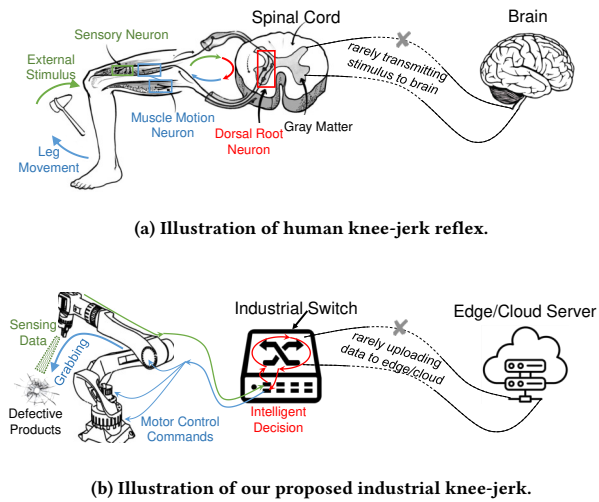 Spinal Cord
Brain
Sensory Neuron
External
Stimulus
rarely transmitting
stimulus to brain
Muscle Motion
Neuron
Gray Matter
Dorsal Root
Neuron
Leg
Movement
(a) Illustration of human knee-jerk reflex.
Industrial Switch
Edge/Cloud Server
Sensing
Data
Grabbing
rarely uploading
data to edge/cloud
Defective
Products
Motor Control
Commands
Intelligent
Decision
(b) Illustration of our proposed industrial knee-jerk.